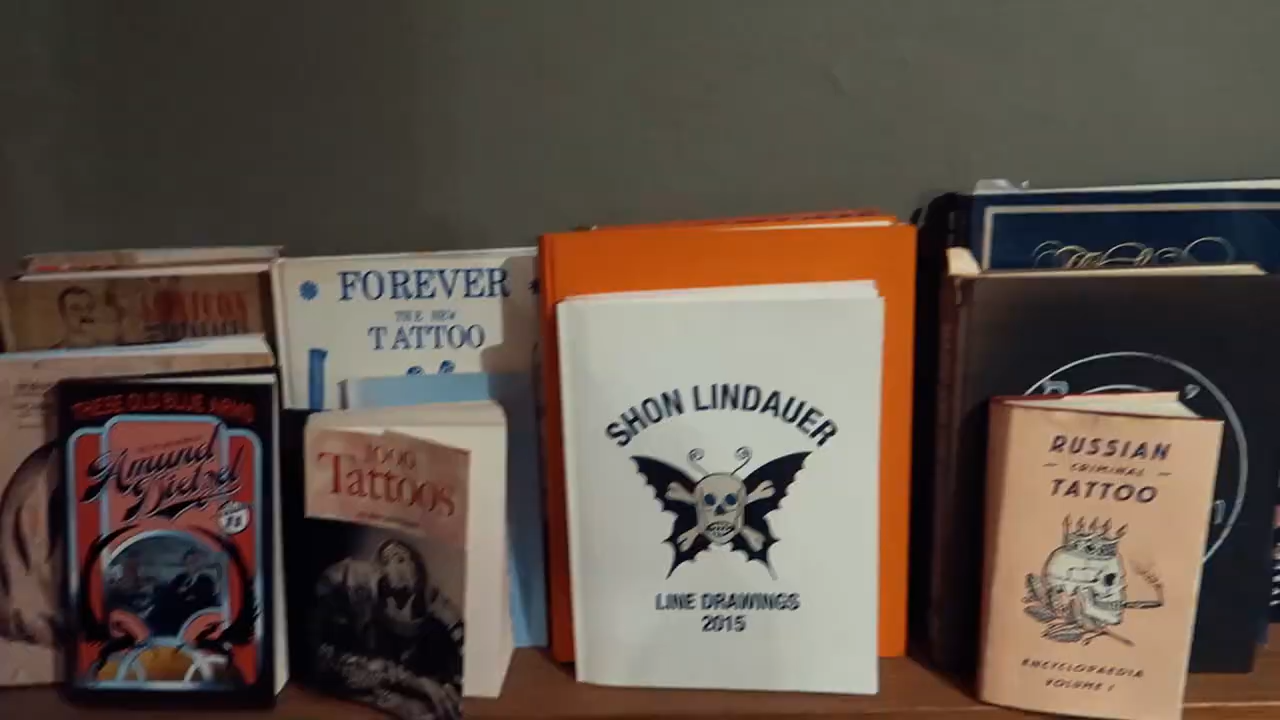 FOREVER
THE NEW
TATTOO
THESE OLD BLUE ARMS
Amund
Dietzel
1000
Tattoos
SHON LINDAUER
LINE DRAWINGS
2015
RUSSIAN
CRIMINAL
TATTOO
ENCYCLOPAEDIA
VOLUME I